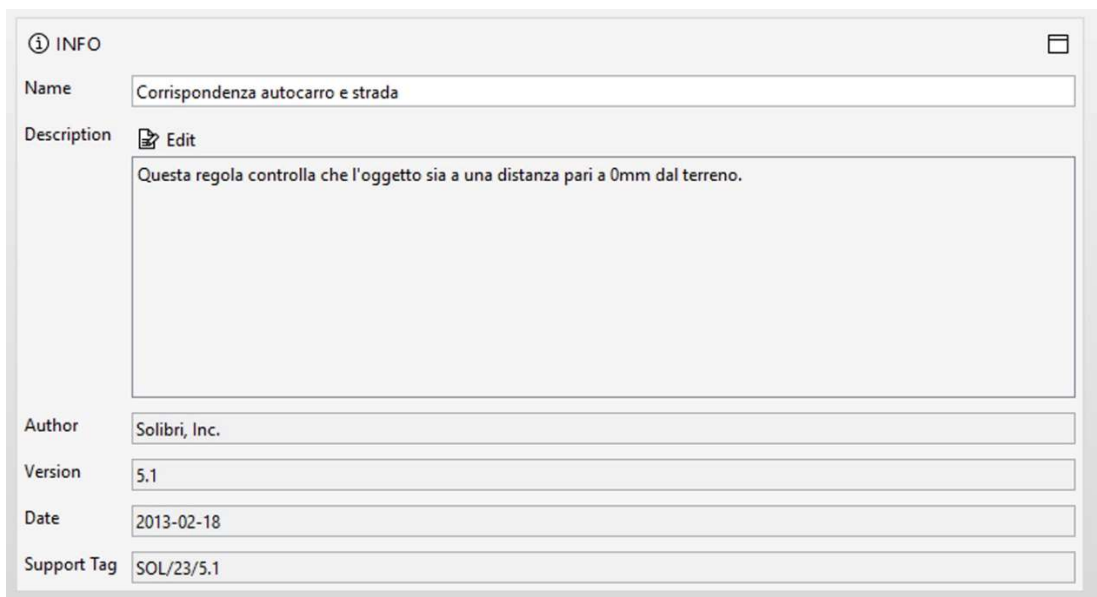 INFO
Name
Corrispondenza autocarro e strada
Description
Edit
Questa regola controlla che l'oggetto sia a una distanza pari a 0mm dal terreno.
Author
Solibri, Inc.
Version
5.1
Date
2013-02-18
Support Tag
SOL/23/5.1